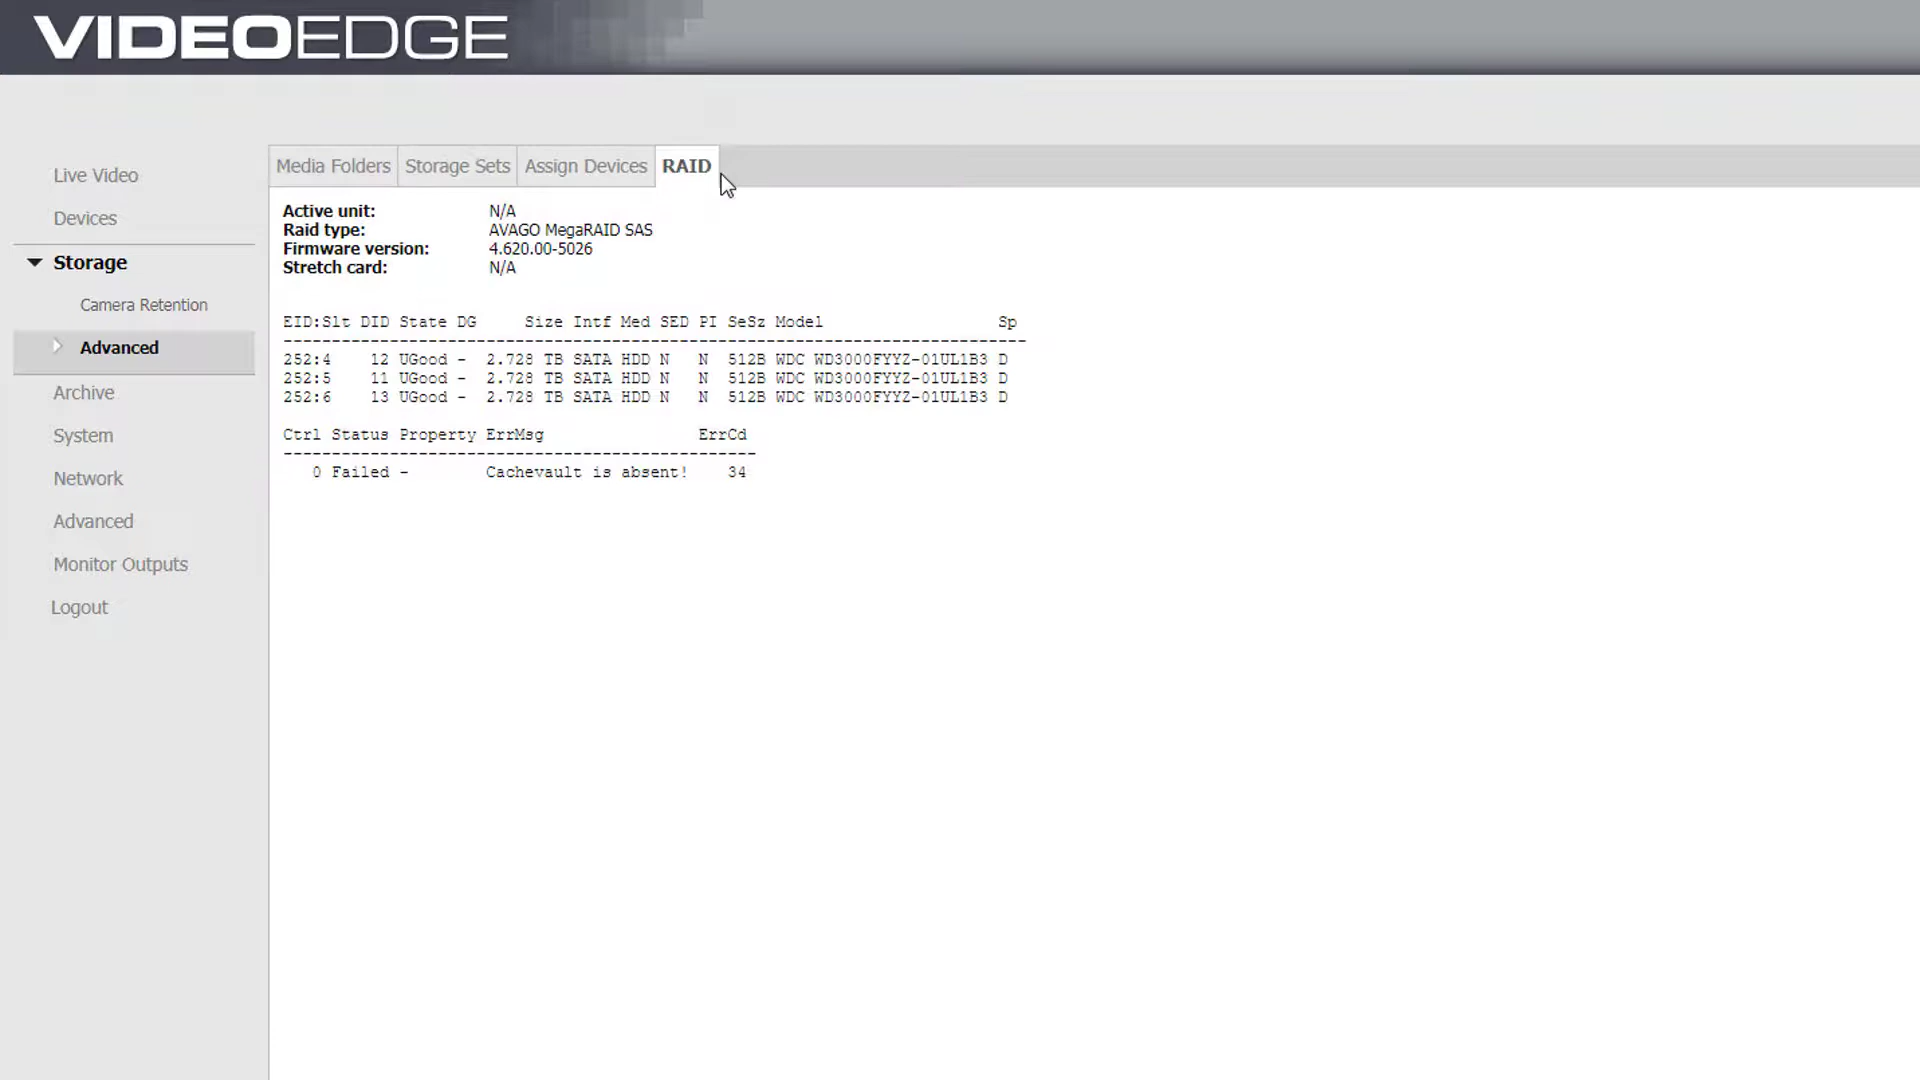 VIDEOEDGE
Live Video
Devices
Storage
Camera Retention
Advanced
Archive
System
Network
Advanced
Monitor Outputs
Logout
Media Folders Storage Sets Assign Devices RAID
Active unit: N/A
Raid type: AVAGO MegaRAID SAS
Firmware version: 4.620.00-5026
Stretch card: N/A
EID:Slt DID State DG Size Intf Med SED PI SeSz Model Sp
-----------------------------------------------------------------------------
252:4 12 UGood - 2.728 TB SATA HDD N N 512B WDC WD3000FYYZ-01UL1B3 D
252:5 11 UGood - 2.728 TB SATA HDD N N 512B WDC WD3000FYYZ-01UL1B3 D
252:6 13 UGood - 2.728 TB SATA HDD N N 512B WDC WD3000FYYZ-01UL1B3 D
Ctrl Status Property ErrMsg ErrCd
-------------------------------------------------
0 Failed - Cachevault is absent! 34